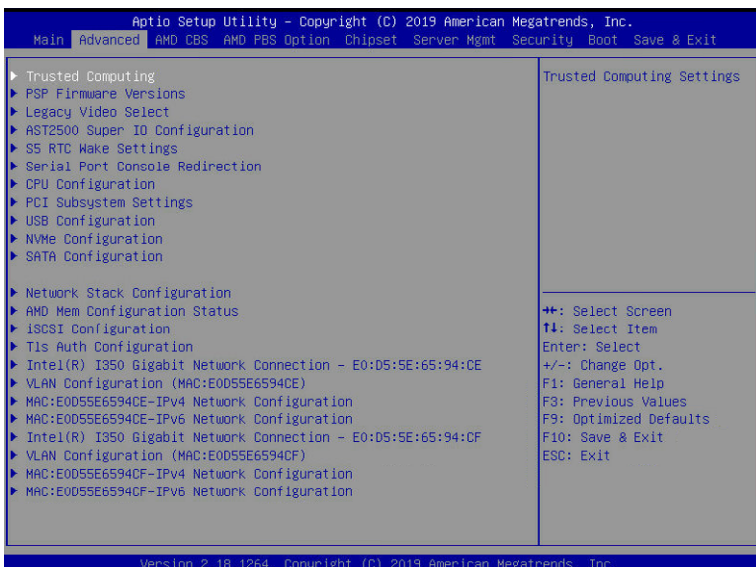 Aptio Setup Utility – Copyright (C) 2019 American Megatrends, Inc.
Main Advanced AMD CBS AMD PBS Option Chipset Server Mgmt Security Boot Save & Exit
Trusted Computing
PSP Firmware Versions
Legacy Video Select
AST2500 Super IO Configuration
S5 RTC Wake Settings
Serial Port Console Redirection
CPU Configuration
PCI Subsystem Settings
USB Configuration
NVMe Configuration
SATA Configuration
Network Stack Configuration
AMD Mem Configuration Status
iSCSI Configuration
Tls Auth Configuration
Intel(R) I350 Gigabit Network Connection – E0:D5:5E:65:94:CE
VLAN Configuration (MAC:E0D55E6594CE)
MAC:E0D55E6594CE-IPv4 Network Configuration
MAC:E0D55E6594CE-IPv6 Network Configuration
Intel(R) I350 Gigabit Network Connection – E0:D5:5E:65:94:CF
VLAN Configuration (MAC:E0D55E6594CF)
MAC:E0D55E6594CF-IPv4 Network Configuration
MAC:E0D55E6594CF-IPv6 Network Configuration
Trusted Computing Settings
→←: Select Screen
↑↓: Select Item
Enter: Select
+/-: Change Opt.
F1: General Help
F3: Previous Values
F9: Optimized Defaults
F10: Save & Exit
ESC: Exit
Version 2.18.1264. Copyright (C) 2019 American Megatrends, Inc.